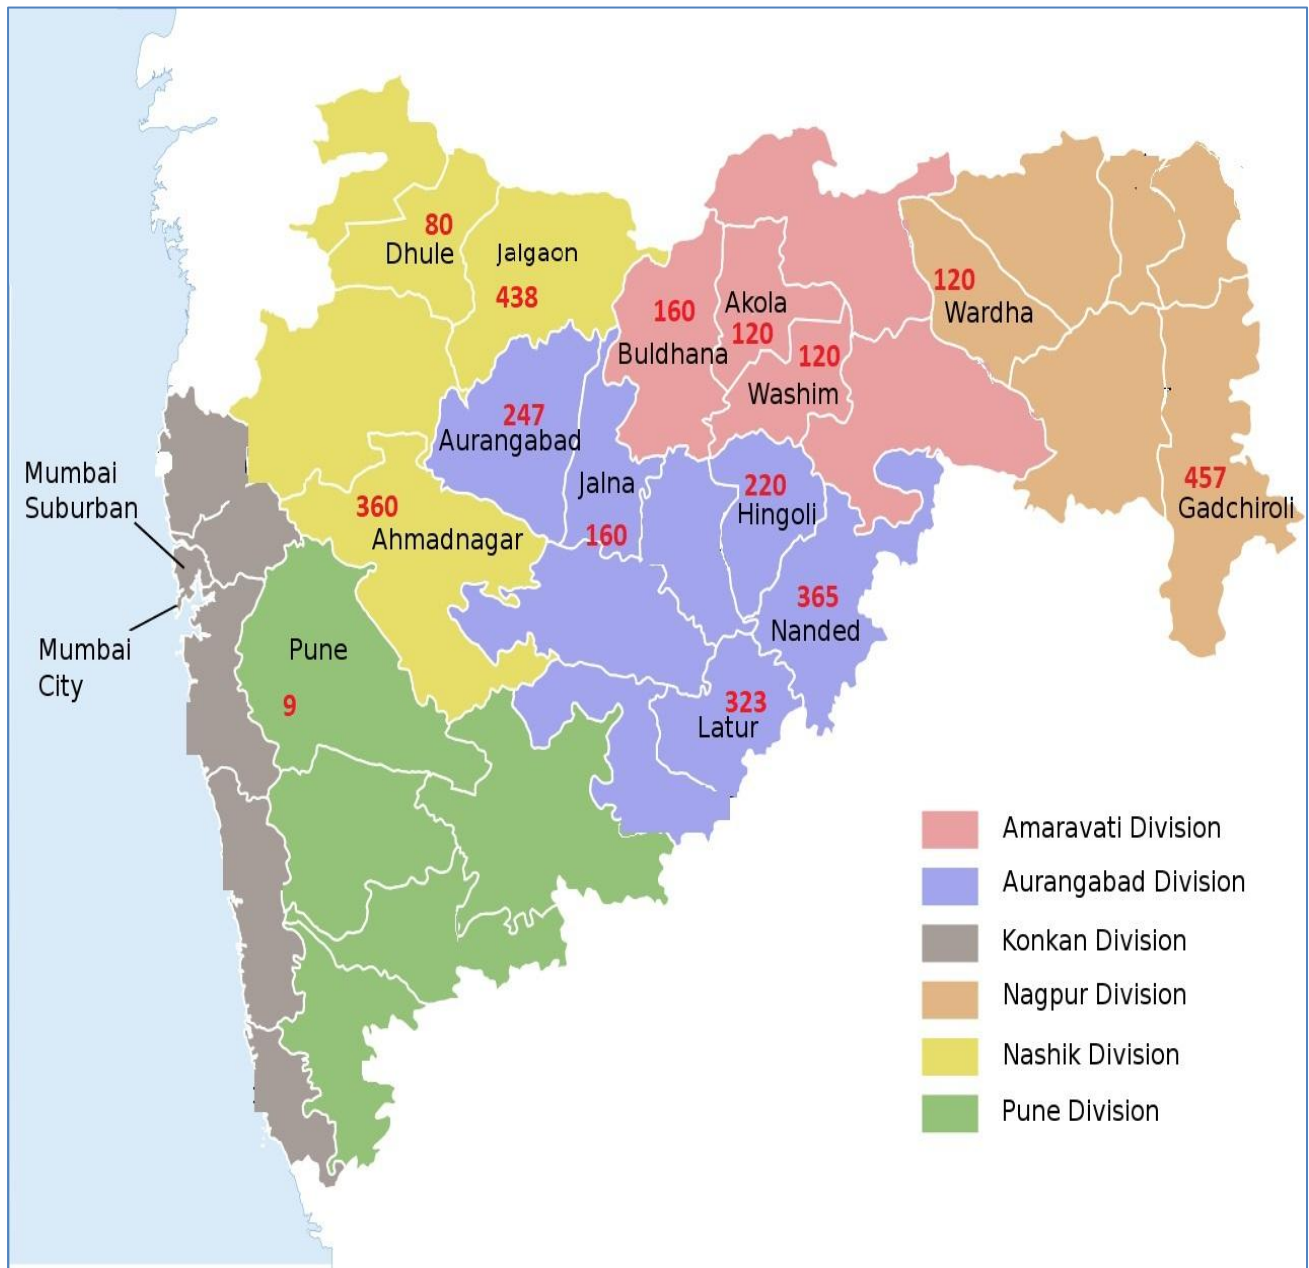 80
Dhule
Jalgaon
438
160
Buldhana
Akola
120
120
Washim
120
Wardha
247
Aurangabad
Jalna
160
220
Hingoli
457
Gadchiroli
Mumbai
Suburban
360
Ahmadnagar
365
Nanded
Mumbai
City
Pune
9
323
Latur
Amaravati Division
Aurangabad Division
Konkan Division
Nagpur Division
Nashik Division
Pune Division